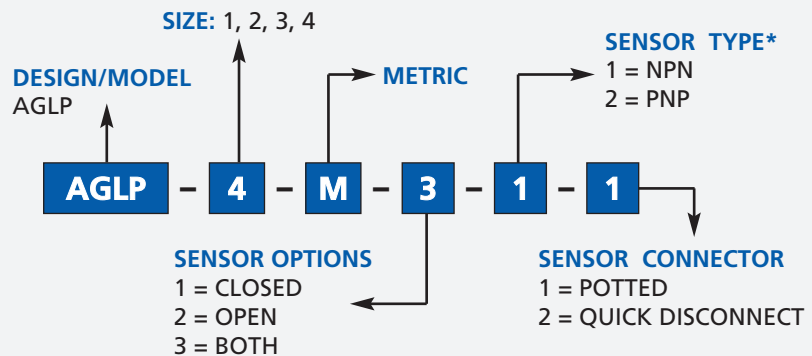 SIZE: 1, 2, 3, 4
DESIGN/MODEL
AGLP
METRIC
SENSOR TYPE*
1 = NPN
2 = PNP
AGLP - 4 - M - 3 - 1 - 1
SENSOR OPTIONS
1 = CLOSED
2 = OPEN
3 = BOTH
SENSOR CONNECTOR
1 = POTTED
2 = QUICK DISCONNECT